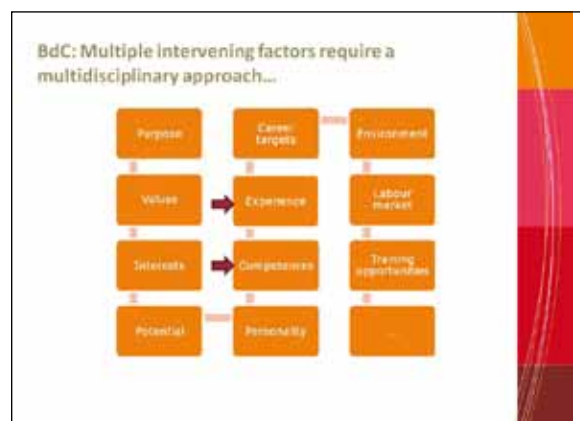 BdC: Multiple intervening factors require a
multidisciplinary approach...
Purpose
Career
targets
Environment
Values
Experience
Labour
market
Interests
Competences
Training
opportunities
Potential
Personality
...